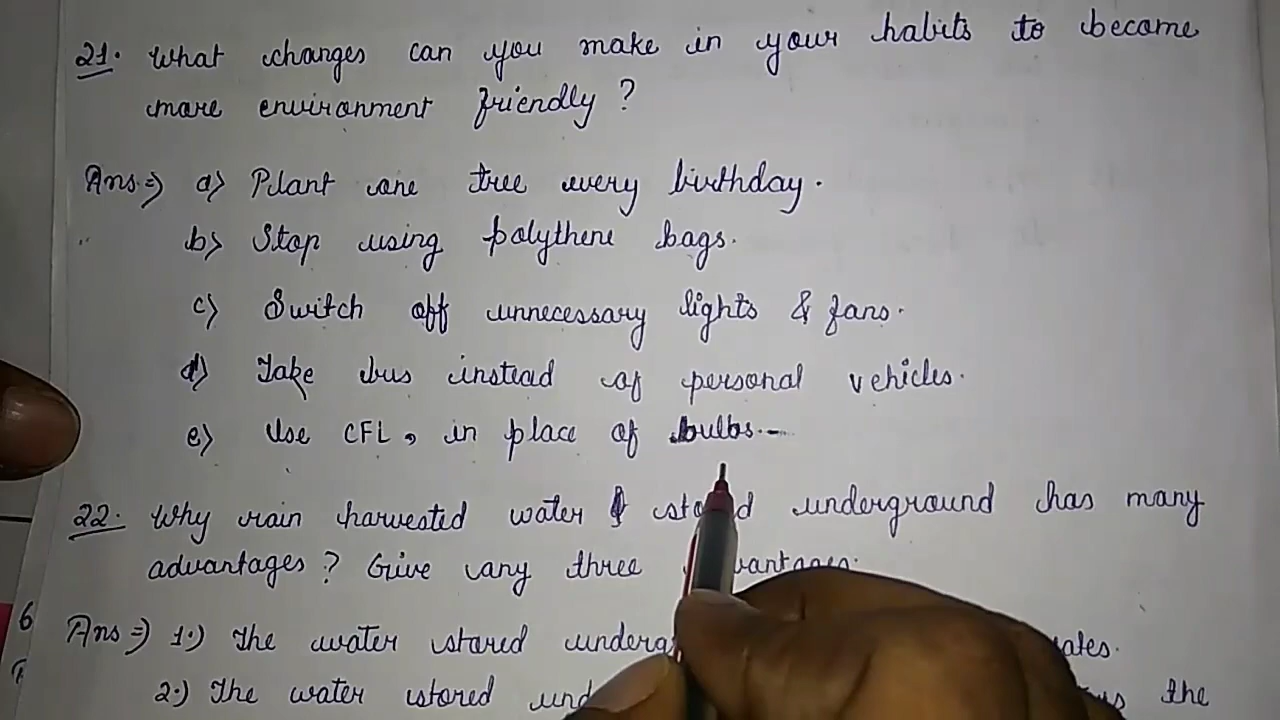 21. What changes can you make in your habits to become
more environment friendly ?
Ans⇒ a) Plant one tree every birthday.
b) Stop using polythene bags.
c) Switch off unnecessary lights & fans.
d) Take bus instead of personal vehicles.
e) Use CFL, in place of bulbs.
22. Why rain harvested water stored underground has many
advantages ? Give any three advantages.
6
Ans⇒ 1.) The water stored
2.) The water stored the